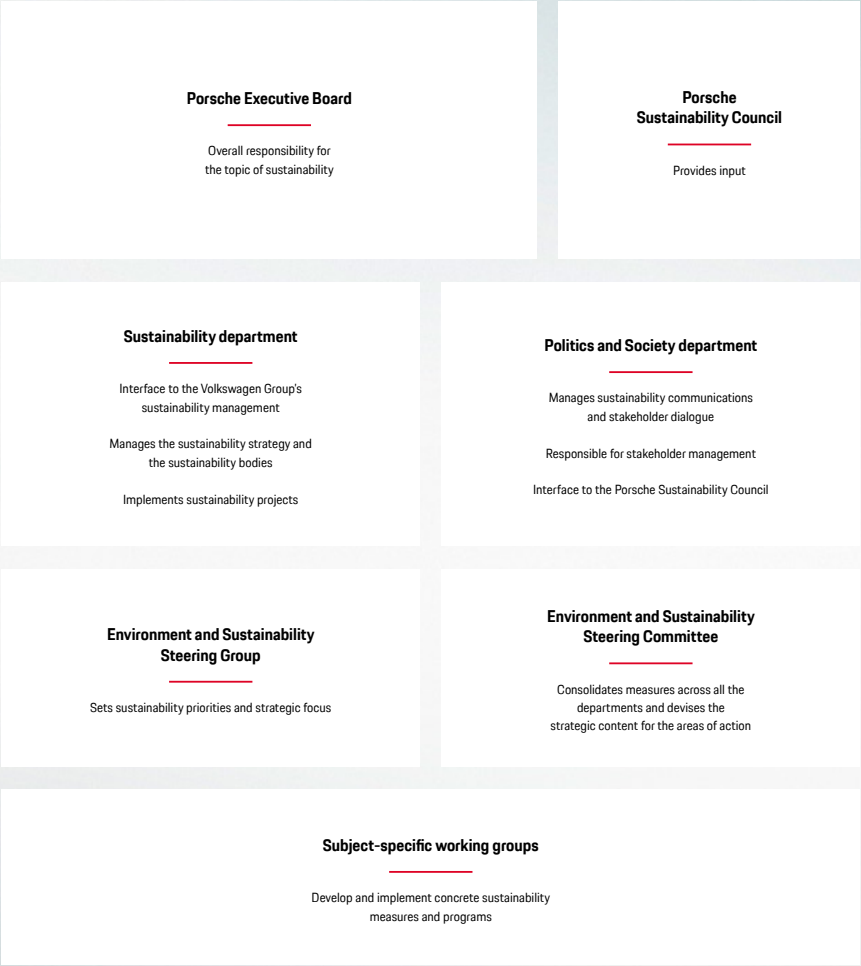 Porsche Executive Board
Overall responsibility for
the topic of sustainability
Porsche
Sustainability Council
Provides input
Sustainability department
Interface to the Volkswagen Group's
sustainability management
Manages the sustainability strategy and
the sustainability bodies
Implements sustainability projects
Politics and Society department
Manages sustainability communications
and stakeholder dialogue
Responsible for stakeholder management
Interface to the Porsche Sustainability Council
Environment and Sustainability
Steering Group
Sets sustainability priorities and strategic focus
Environment and Sustainability
Steering Committee
Consolidates measures across all the
departments and devises the
strategic content for the areas of action
Subject-specific working groups
Develop and implement concrete sustainability
measures and programs